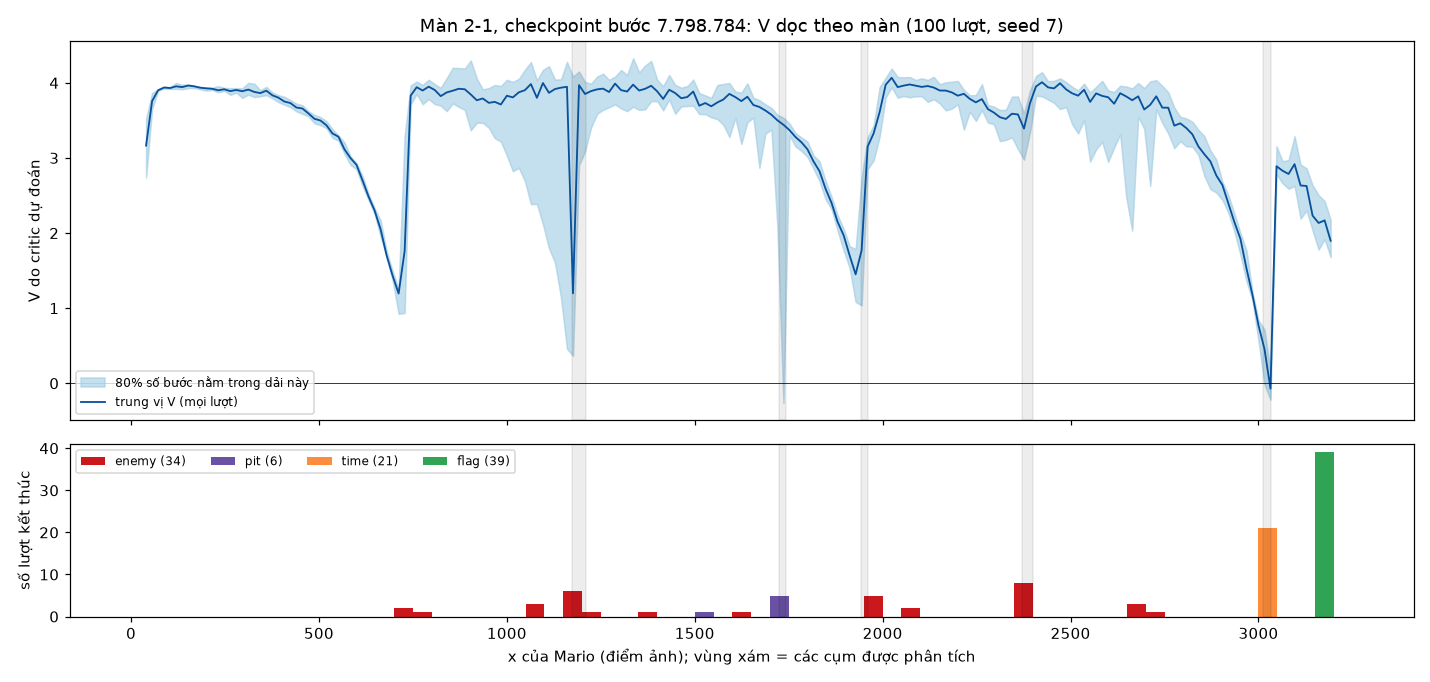 Màn 2-1, checkpoint bước 7.798.784: V dọc theo màn (100 lượt, seed 7)
V do critic dự đoán
4
3
2
1
0
80% số bước nằm trong dải này
trung vị V (mọi lượt)
số lượt kết thúc
40
30
20
10
0
enemy (34)
pit (6)
time (21)
flag (39)
0
500
1000
1500
2000
2500
3000
x của Mario (điểm ảnh); vùng xám = các cụm được phân tích